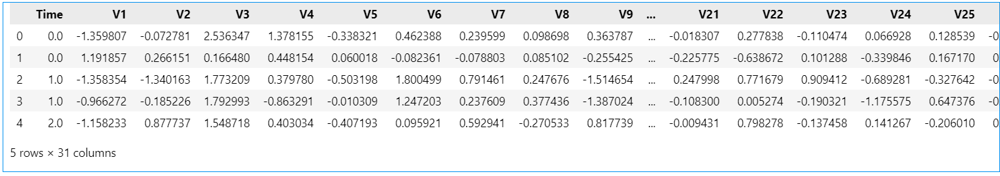 Time V1 V2 V3 V4 V5 V6 V7 V8 V9 ... V21 V22 V23 V24 V25
0 0.0 -1.359807 -0.072781 2.536347 1.378155 -0.338321 0.462388 0.239599 0.098698 0.363787 ... -0.018307 0.277838 -0.110474 0.066928 0.128539 -0
1 0.0 1.191857 0.266151 0.166480 0.448154 0.060018 -0.082361 -0.078803 0.085102 -0.255425 ... -0.225775 -0.638672 0.101288 -0.339846 0.167170 0
2 1.0 -1.358354 -1.340163 1.773209 0.379780 -0.503198 1.800499 0.791461 0.247676 -1.514654 ... 0.247998 0.771679 0.909412 -0.689281 -0.327642 -0
3 1.0 -0.966272 -0.185226 1.792993 -0.863291 -0.010309 1.247203 0.237609 0.377436 -1.387024 ... -0.108300 0.005274 -0.190321 -1.175575 0.647376 -0
4 2.0 -1.158233 0.877737 1.548718 0.403034 -0.407193 0.095921 0.592941 -0.270533 0.817739 ... -0.009431 0.798278 -0.137458 0.141267 -0.206010 0
5 rows × 31 columns